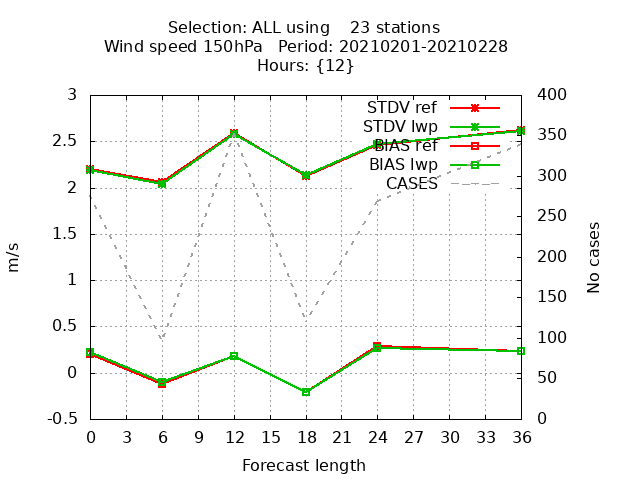 Selection: ALL using    23 stations
Wind speed 150hPa   Period: 20210201-20210228
Hours: {12}
STDV ref
STDV lwp
BIAS ref
BIAS lwp
CASES
m/s
3
2.5
2
1.5
1
0.5
0
-0.5
No cases
400
350
300
250
200
150
100
50
0
0 3 6 9 12 15 18 21 24 27 30 33 36
Forecast length